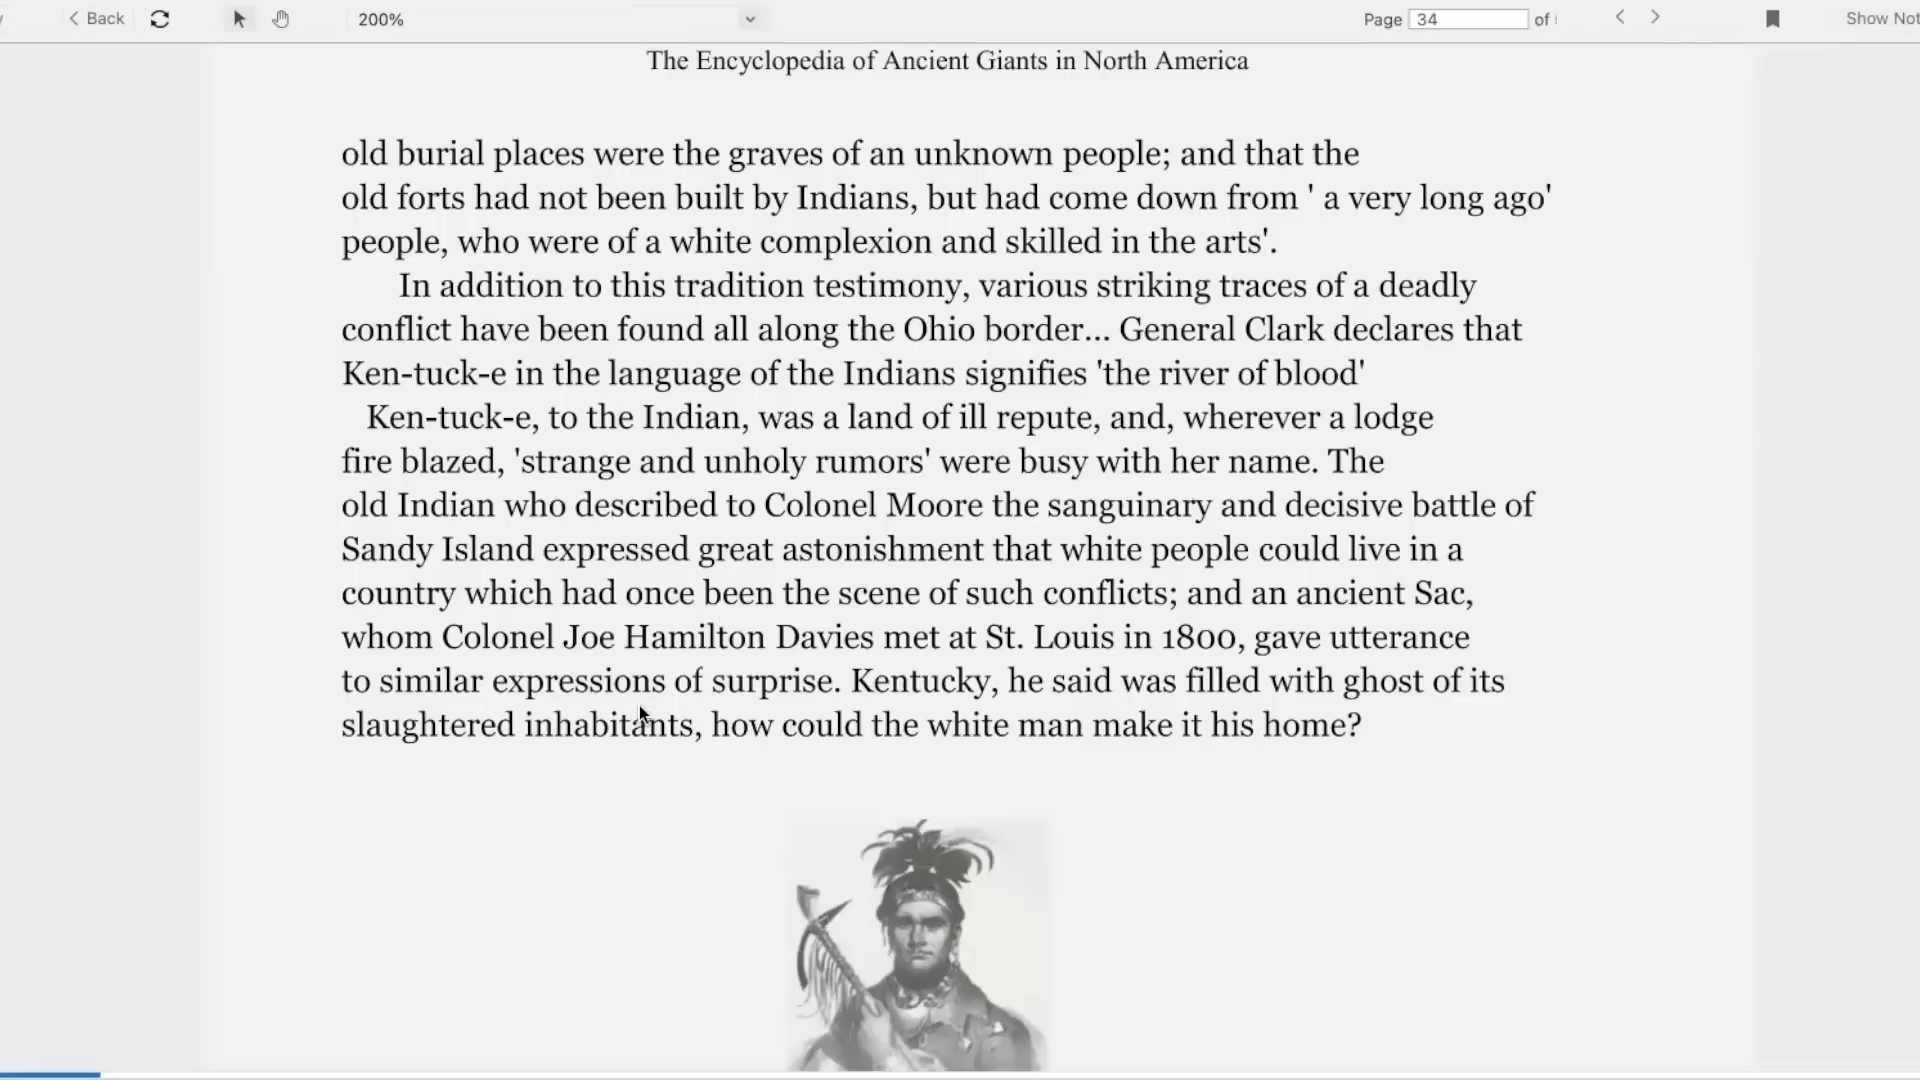 Back
200%
Page 34 of
Show Not
The Encyclopedia of Ancient Giants in North America
old burial places were the graves of an unknown people; and that the
old forts had not been built by Indians, but had come down from ' a very long ago'
people, who were of a white complexion and skilled in the arts'.
In addition to this tradition testimony, various striking traces of a deadly
conflict have been found all along the Ohio border... General Clark declares that
Ken-tuck-e in the language of the Indians signifies 'the river of blood'
Ken-tuck-e, to the Indian, was a land of ill repute, and, wherever a lodge
fire blazed, 'strange and unholy rumors' were busy with her name. The
old Indian who described to Colonel Moore the sanguinary and decisive battle of
Sandy Island expressed great astonishment that white people could live in a
country which had once been the scene of such conflicts; and an ancient Sac,
whom Colonel Joe Hamilton Davies met at St. Louis in 1800, gave utterance
to similar expressions of surprise. Kentucky, he said was filled with ghost of its
slaughtered inhabitants, how could the white man make it his home?